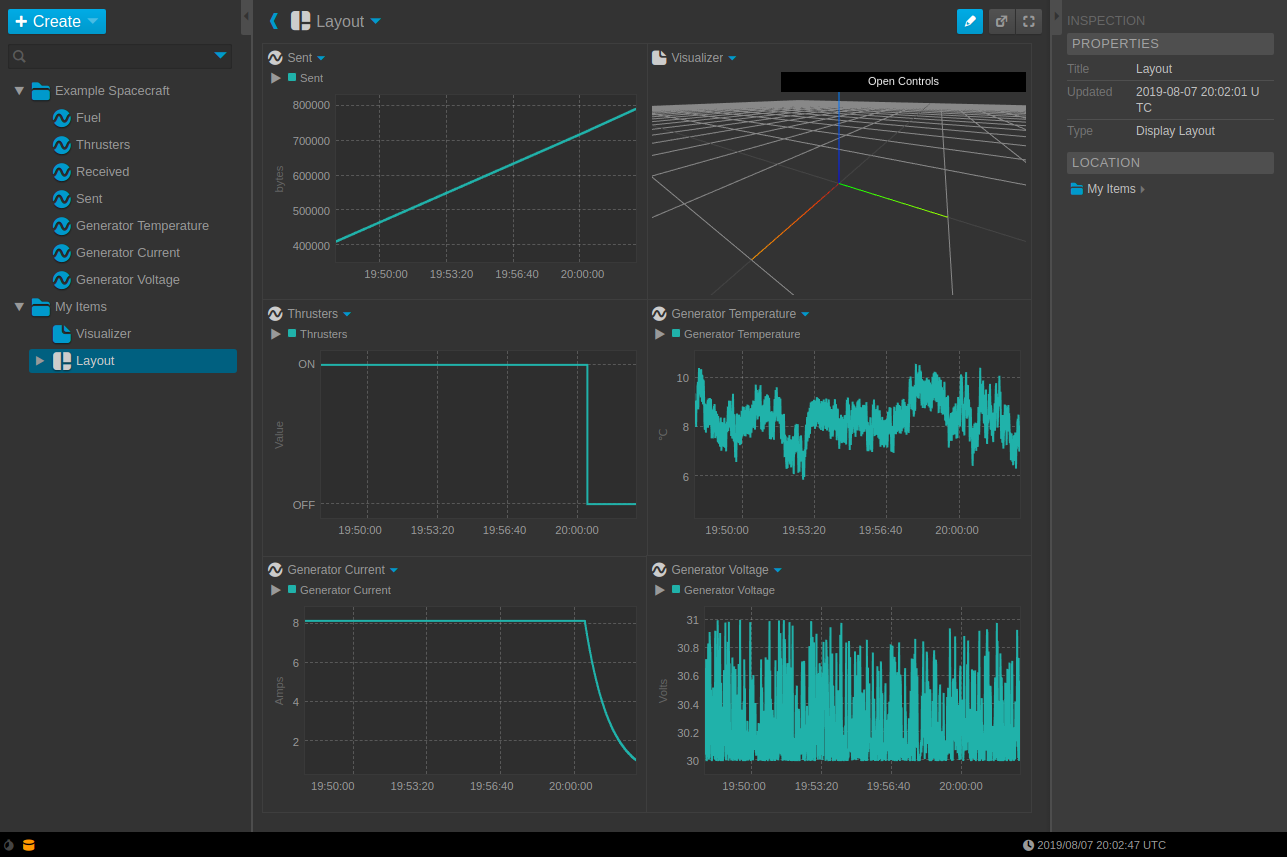 Create
Example Spacecraft
Fuel
Thrusters
Received
Sent
Generator Temperature
Generator Current
Generator Voltage
My Items
Visualizer
Layout
Layout
Sent
Sent
800000
700000
600000
500000
400000
bytes
19:50:00 19:53:20 19:56:40 20:00:00
Visualizer
Open Controls
Thrusters
Thrusters
ON
OFF
Value
19:50:00 19:53:20 19:56:40 20:00:00
Generator Temperature
Generator Temperature
10
8
6
℃
19:50:00 19:53:20 19:56:40 20:00:00
Generator Current
Generator Current
8
6
4
2
Amps
19:50:00 19:53:20 19:56:40 20:00:00
Generator Voltage
Generator Voltage
31
30.8
30.6
30.4
30.2
30
Volts
19:50:00 19:53:20 19:56:40 20:00:00
INSPECTION
PROPERTIES
Title Layout
Updated 2019-08-07 20:02:01 U
TC
Type Display Layout
LOCATION
My Items
2019/08/07 20:02:47 UTC